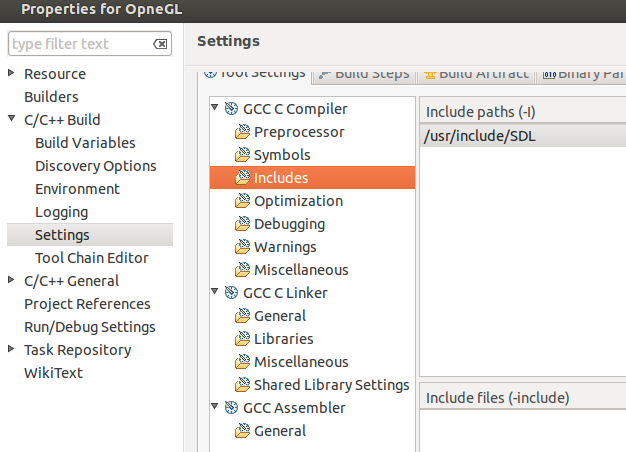 Properties for OpneGL
type filter text
Resource
Builders
C/C++ Build
Build Variables
Discovery Options
Environment
Logging
Settings
Tool Chain Editor
C/C++ General
Project References
Run/Debug Settings
Task Repository
WikiText
Settings
Tool Settings
Build Steps
Build Artifact
Binary Par
GCC C Compiler
Preprocessor
Symbols
Includes
Optimization
Debugging
Warnings
Miscellaneous
GCC C Linker
General
Libraries
Miscellaneous
Shared Library Settings
GCC Assembler
General
Include paths (-I)
/usr/include/SDL
Include files (-include)